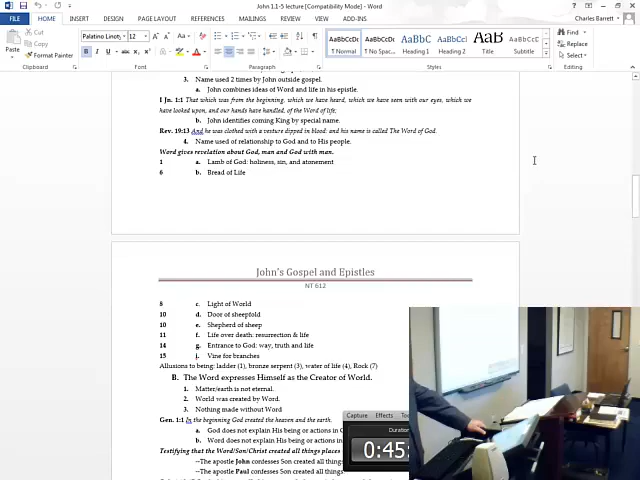 John 1.1-5 lecture [Compatibility Mode] - Word
FILE HOME INSERT DESIGN PAGE LAYOUT REFERENCES MAILINGS REVIEW VIEW ADD-INS Charles Barrett
Cut
Copy
Format Painter
Paste
Clipboard
Palatino Linot 12
Font
Paragraph
AaBbCcDc AaBbCcDc AaBbC AaBbCc AaB AaBbCcC
¶ Normal ¶ No Spac... Heading 1 Heading 2 Title Subtitle
Styles
Find
Replace
Select
Editing
3. Name used 2 times by John outside gospel.
a. John combines ideas of Word and life in his epistle.
I Jn. 1:1 That which was from the beginning, which we have heard, which we have seen with our eyes, which we
have looked upon, and our hands have handled, of the Word of life;
b. John identifies coming King by special name.
Rev. 19:13 And he was clothed with a vesture dipped in blood: and his name is called The Word of God.
4. Name used of relationship to God and to His people.
Word gives revelation about God, man and God with man.
1 a. Lamb of God: holiness, sin, and atonement
6 b. Bread of Life
John's Gospel and Epistles
NT 612
8 c. Light of World
10 d. Door of sheepfold
10 e. Shepherd of sheep
11 f. Life over death: resurrection & life
14 g. Entrance to God: way, truth and life
15 j. Vine for branches
Allusions to being: ladder (1), bronze serpent (3), water of life (4), Rock (7)
B. The Word expresses Himself as the Creator of World.
1. Matter/earth is not eternal.
2. World was created by Word.
3. Nothing made without Word
Gen. 1:1 In the beginning God created the heaven and the earth.
a. God does not explain His being or actions in
b. Word does not explain His being or actions in
Testifying that the Word/Son/Christ created all things places
--The apostle John confesses Son created all things
--The apostle Paul confesses Son created all things
Capture Effects
Duration
0:45